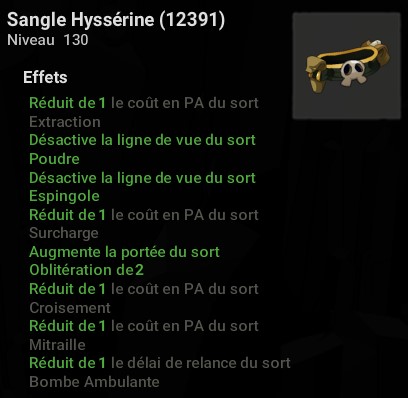 Sangle Hyssérine (12391)
Niveau 130
Effets
Réduit de 1 le coût en PA du sort
Extraction
Désactive la ligne de vue du sort
Poudre
Désactive la ligne de vue du sort
Espingole
Réduit de 1 le coût en PA du sort
Surcharge
Augmente la portée du sort
Oblitération de 2
Réduit de 1 le coût en PA du sort
Croisement
Réduit de 1 le coût en PA du sort
Mitraille
Réduit de 1 le délai de relance du sort
Bombe Ambulante